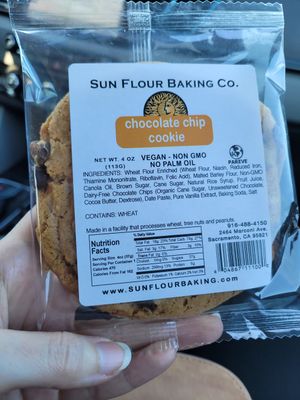 SUN FLOUR BAKING CO.
chocolate chip
cookie
NET WT. 4 OZ
(113G)
VEGAN - NON GMO
NO PALM OIL
PAREVE
INGREDIENTS: Wheat Flour Enriched (Wheat Flour, Niacin, Reduced Iron,
Thiamine Mononitrate, Riboflavin, Folic Acid), Malted Barley Flour, Non-GMO
Canola Oil, Brown Sugar, Cane Sugar, Natural Rice Syrup, Fruit Juice,
Dairy-Free Chocolate Chips (Organic Cane Sugar, Unsweetened Chocolate,
Cocoa Butter, Dextrose), Date Paste, Pure Vanilla Extract, Baking Soda, Salt
CONTAINS: WHEAT
Made in a facility that processes wheat, tree nuts and peanuts.
916-488-4150
2464 Marconi Ave.
Sacramento, CA 95821
Nutrition
Facts
% Daily Value
WWW.SUNFLOURBAKING.COM